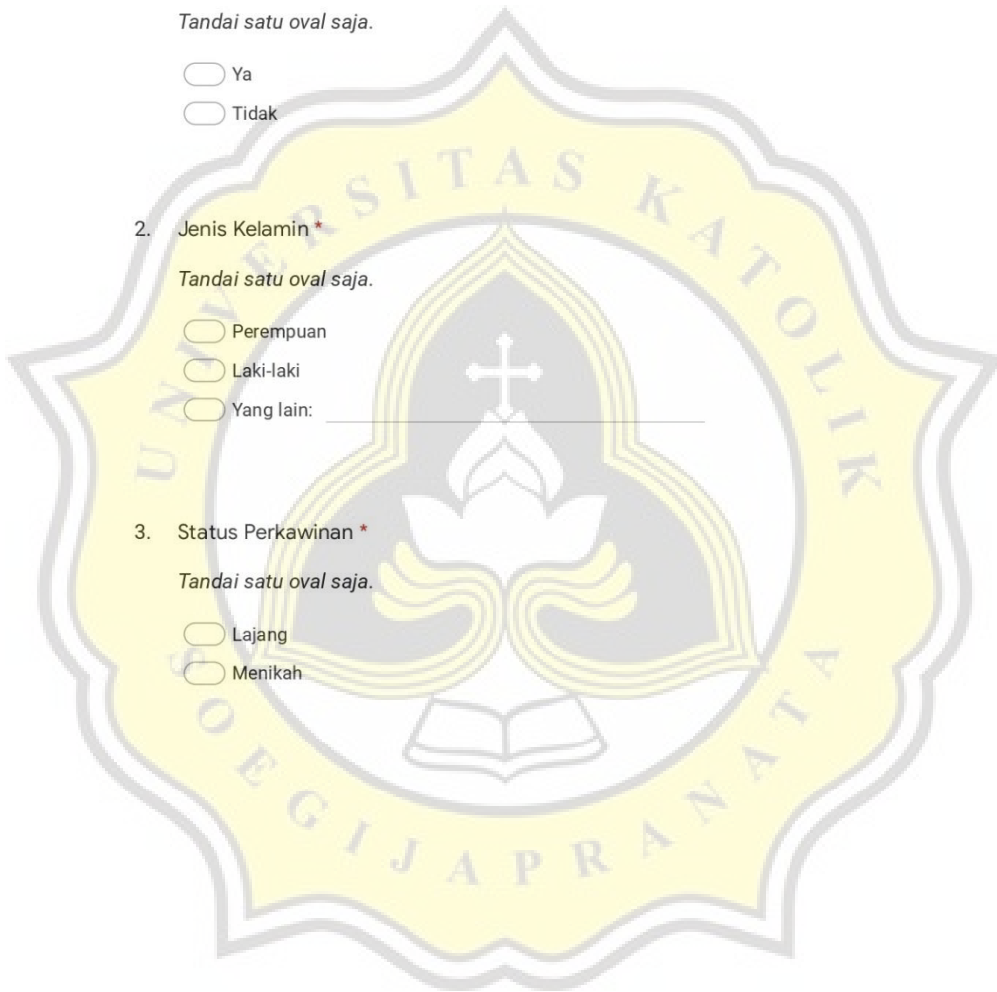 Tandai satu oval saja.
Ya
Tidak
2. Jenis Kelamin *
Tandai satu oval saja.
Perempuan
Laki-laki
Yang lain:
3. Status Perkawinan *
Tandai satu oval saja.
Lajang
Menikah
UNIVERSITAS KATOLIK
SOEGIJAPRANATA